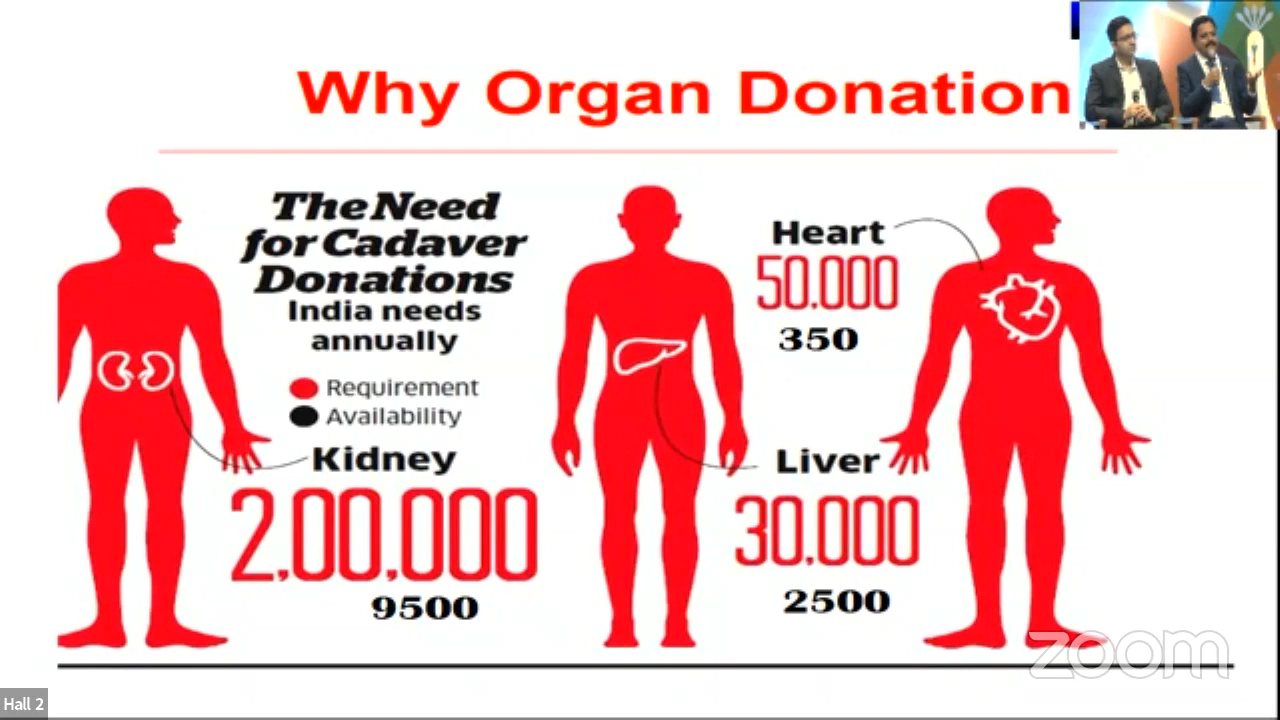 Why Organ Donation
The Need
for Cadaver
Donations
India needs
annually
Requirement
Availability
Kidney
2,00,000
9500
Heart
50,000
350
Liver
30,000
2500
zoom
Hall 2